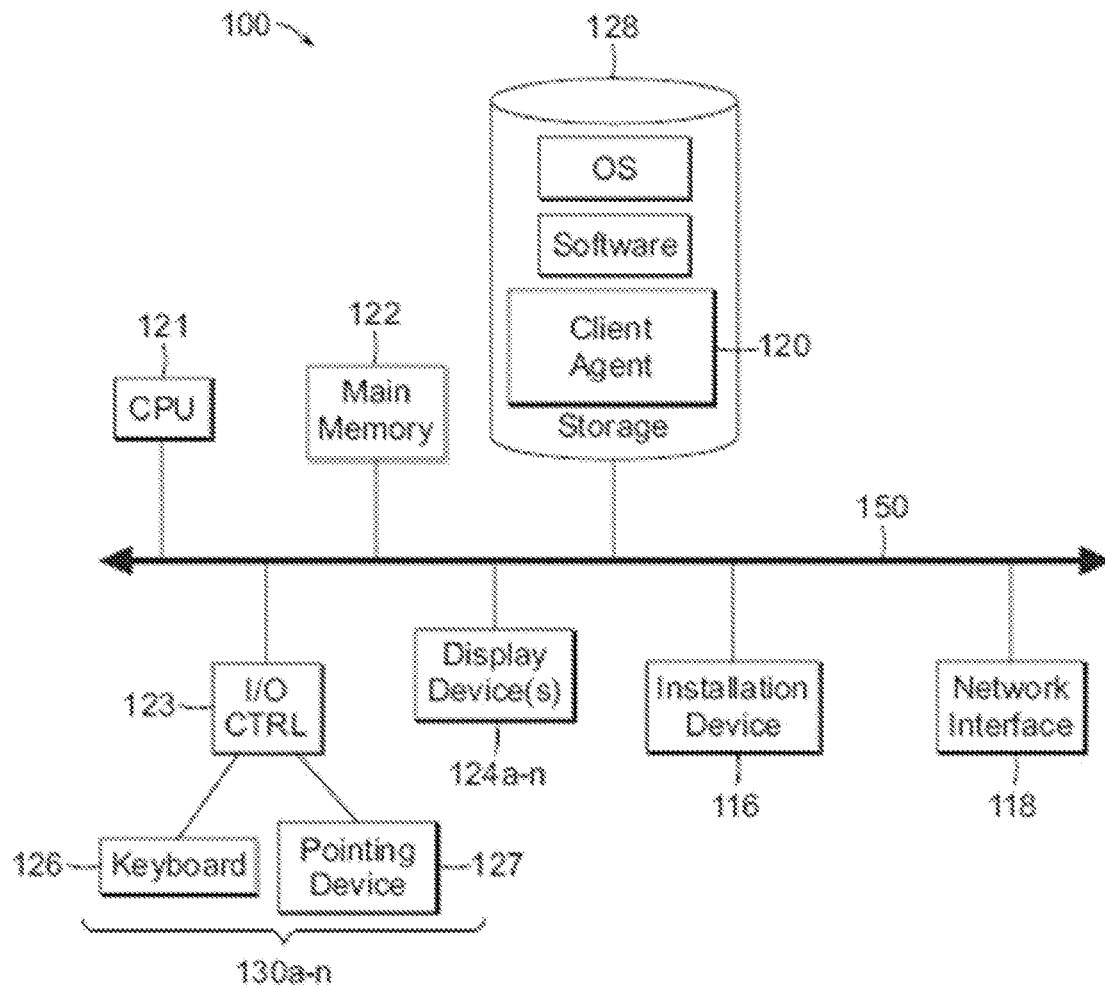 100
128
OS
Software
Client
Agent
120
Storage
121
CPU
122
Main
Memory
150
123
I/O
CTRL
Display
Device(s)
124a-n
Installation
Device
116
Network
Interface
118
126
Keyboard
Pointing
Device
127
130a-n